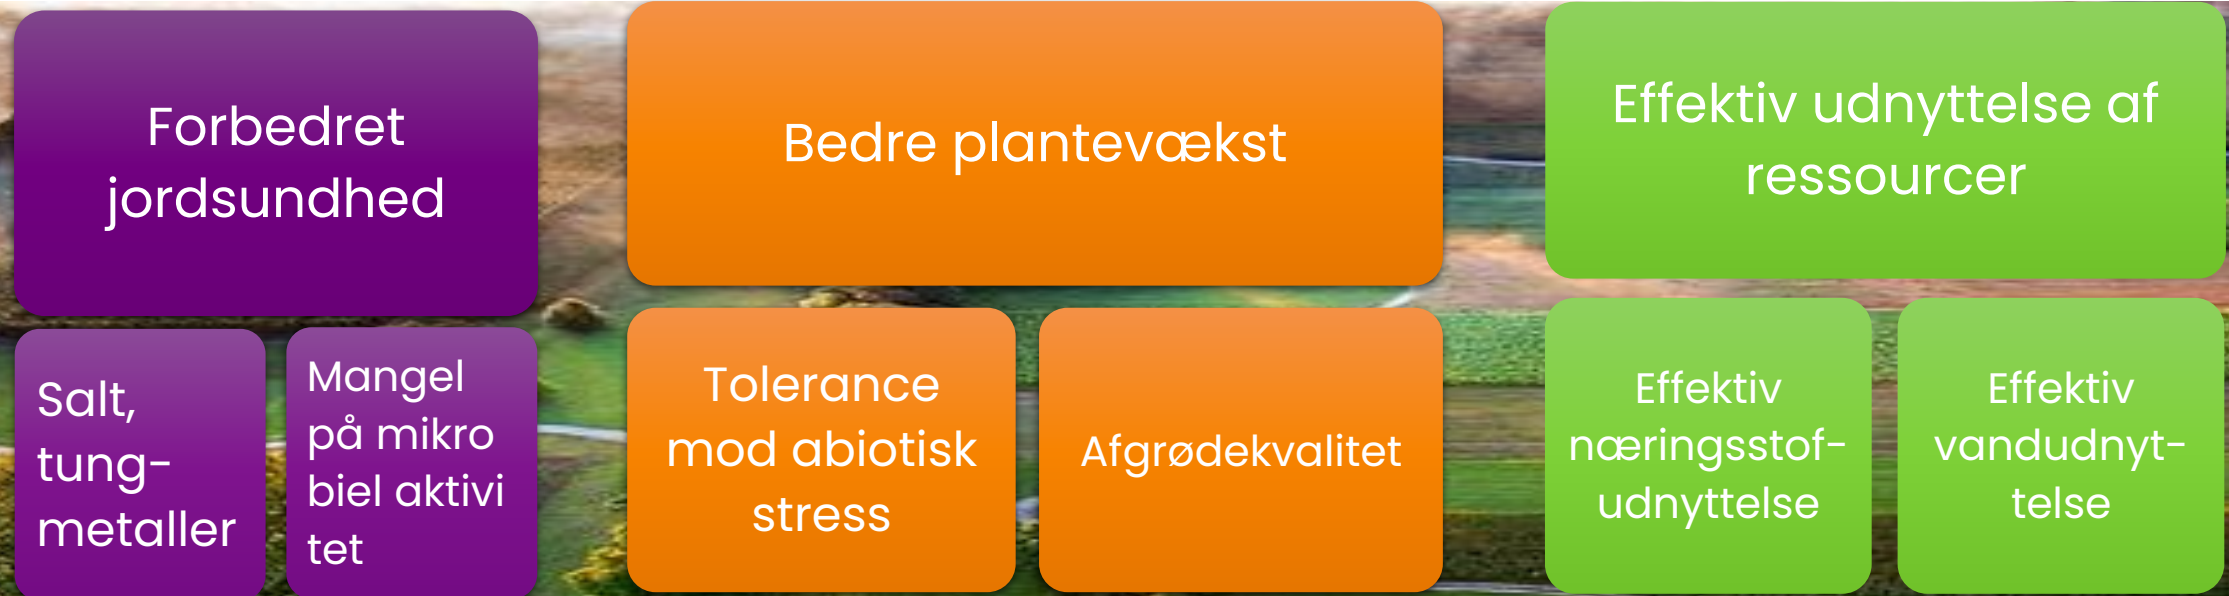 Forbedret
jordsundhed
Bedre plantevækst
Effektiv udnyttelse af
ressourcer
Salt,
tung-
metaller
Mangel
på mikro
biel aktivi
tet
Tolerance
mod abiotisk
stress
Afgrødekvalitet
Effektiv
næringsstof-
udnyttelse
Effektiv
vandudnyt-
telse